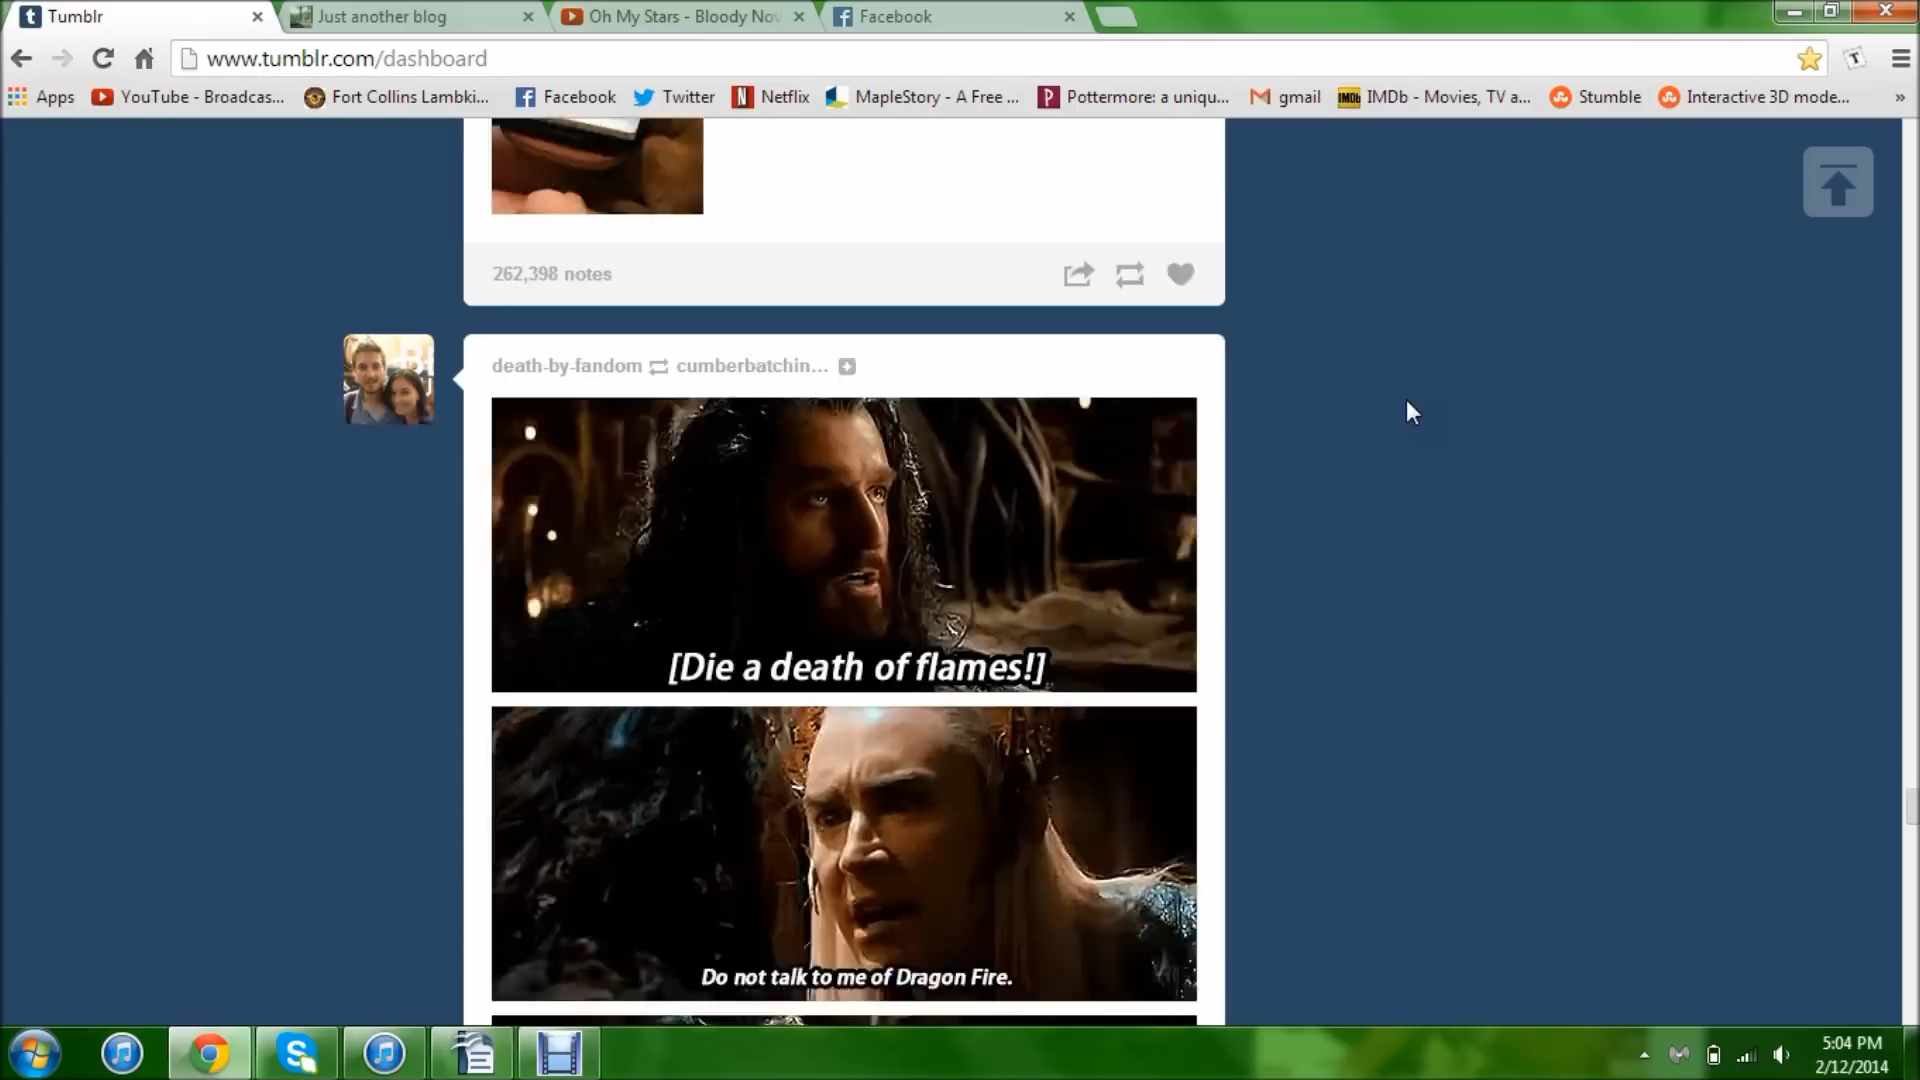 Tumblr
Just another blog
Oh My Stars - Bloody Nov
Facebook
www.tumblr.com/dashboard
Apps
YouTube - Broadcas...
Fort Collins Lambki...
Facebook
Twitter
Netflix
MapleStory - A Free ...
Pottermore: a uniqu...
gmail
IMDb - Movies, TV a...
Stumble
Interactive 3D mode...
262,398 notes
death-by-fandom cumberbatchin...
[Die a death of flames!]
Do not talk to me of Dragon Fire.
5:04 PM
2/12/2014